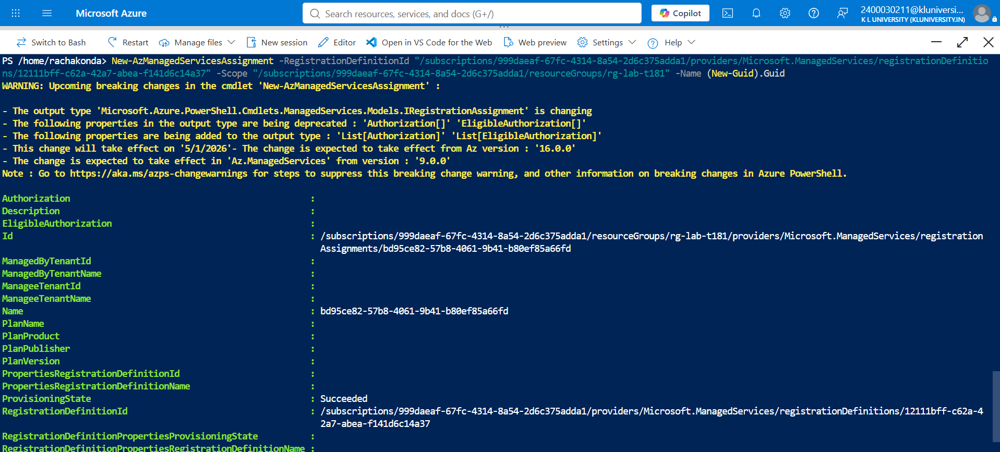 Microsoft Azure
Search resources, services, and docs (G+/)
Copilot
2400030211@kluniversi...
K L UNIVERSITY (KLUNIVERSITY.IN)
Switch to Bash
Restart
Manage files
New session
Editor
Open in VS Code for the Web
Web preview
Settings
Help
PS /home/rachakonda> New-AzManagedServicesAssignment -RegistrationDefinitionId "/subscriptions/999daeaf-67fc-4314-8a54-2d6c375adda1/providers/Microsoft.ManagedServices/registrationDefinitio
ns/12111bff-c62a-42a7-abea-f141d6c14a37" -Scope "/subscriptions/999daeaf-67fc-4314-8a54-2d6c375adda1/resourceGroups/rg-lab-t181" -Name (New-Guid).Guid
WARNING: Upcoming breaking changes in the cmdlet 'New-AzManagedServicesAssignment' :
- The output type 'Microsoft.Azure.PowerShell.Cmdlets.ManagedServices.Models.IRegistrationAssignment' is changing
- The following properties in the output type are being deprecated : 'Authorization[]' 'EligibleAuthorization[]'
- The following properties are being added to the output type : 'List[Authorization]' 'List[EligibleAuthorization]'
- This change will take effect on '5/1/2026'- The change is expected to take effect from Az version : '16.0.0'
- The change is expected to take effect in 'Az.ManagedServices' from version : '9.0.0'
Note : Go to https://aka.ms/azps-changewarnings for steps to suppress this breaking change warning, and other information on breaking changes in Azure PowerShell.
Authorization :
Description :
EligibleAuthorization :
Id : /subscriptions/999daeaf-67fc-4314-8a54-2d6c375adda1/resourceGroups/rg-lab-t181/providers/Microsoft.ManagedServices/registration
Assignments/bd95ce82-57b8-4061-9b41-b80ef85a66fd
ManagedByTenantId :
ManagedByTenantName :
ManageeTenantId :
ManageeTenantName :
Name : bd95ce82-57b8-4061-9b41-b80ef85a66fd
PlanName :
PlanProduct :
PlanPublisher :
PlanVersion :
PropertiesRegistrationDefinitionId :
PropertiesRegistrationDefinitionName :
ProvisioningState : Succeeded
RegistrationDefinitionId : /subscriptions/999daeaf-67fc-4314-8a54-2d6c375adda1/providers/Microsoft.ManagedServices/registrationDefinitions/12111bff-c62a-4
2a7-abea-f141d6c14a37
RegistrationDefinitionPropertiesProvisioningState :
RegistrationDefinitionPropertiesRegistrationDefinitionName :